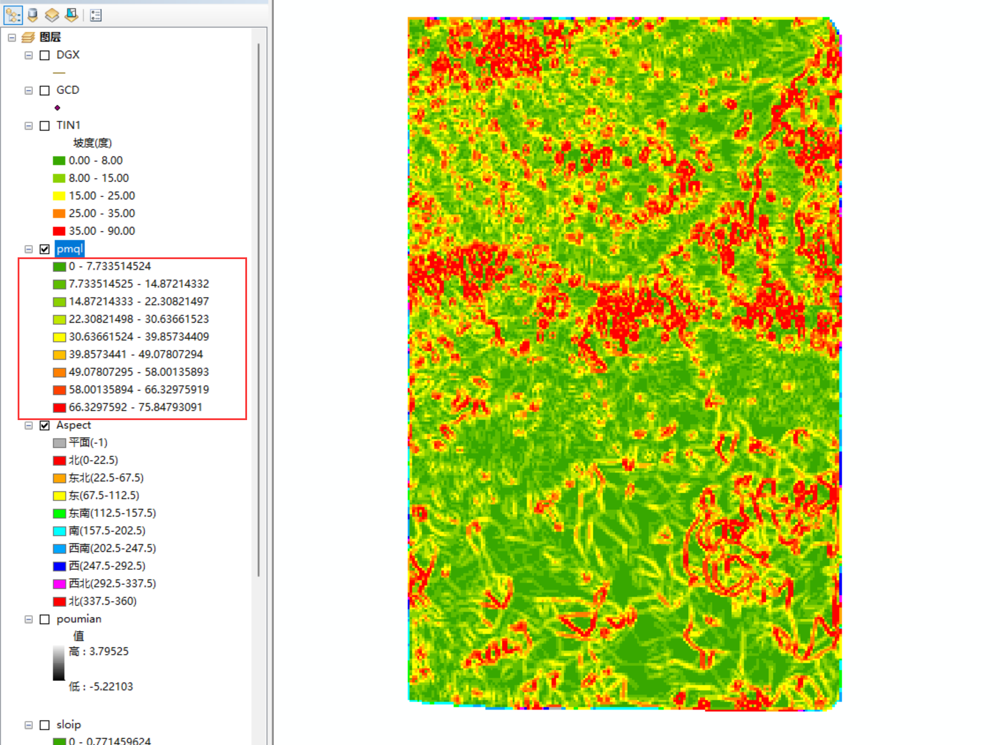 图层
DGX
GCD
TIN1
坡度(度)
0.00 - 8.00
8.00 - 15.00
15.00 - 25.00
25.00 - 35.00
35.00 - 90.00
pmql
0 - 7.733514524
7.733514525 - 14.87214332
14.87214333 - 22.30821497
22.30821498 - 30.63661523
30.63661524 - 39.85734409
39.8573441 - 49.07807294
49.07807295 - 58.00135893
58.00135894 - 66.32975919
66.3297592 - 75.84793091
Aspect
平面(-1)
北(0-22.5)
东北(22.5-67.5)
东(67.5-112.5)
东南(112.5-157.5)
南(157.5-202.5)
西南(202.5-247.5)
西(247.5-292.5)
西北(292.5-337.5)
北(337.5-360)
poumian
值
高 : 3.79525
低 : -5.22103
sloip
0 - 0.771459624